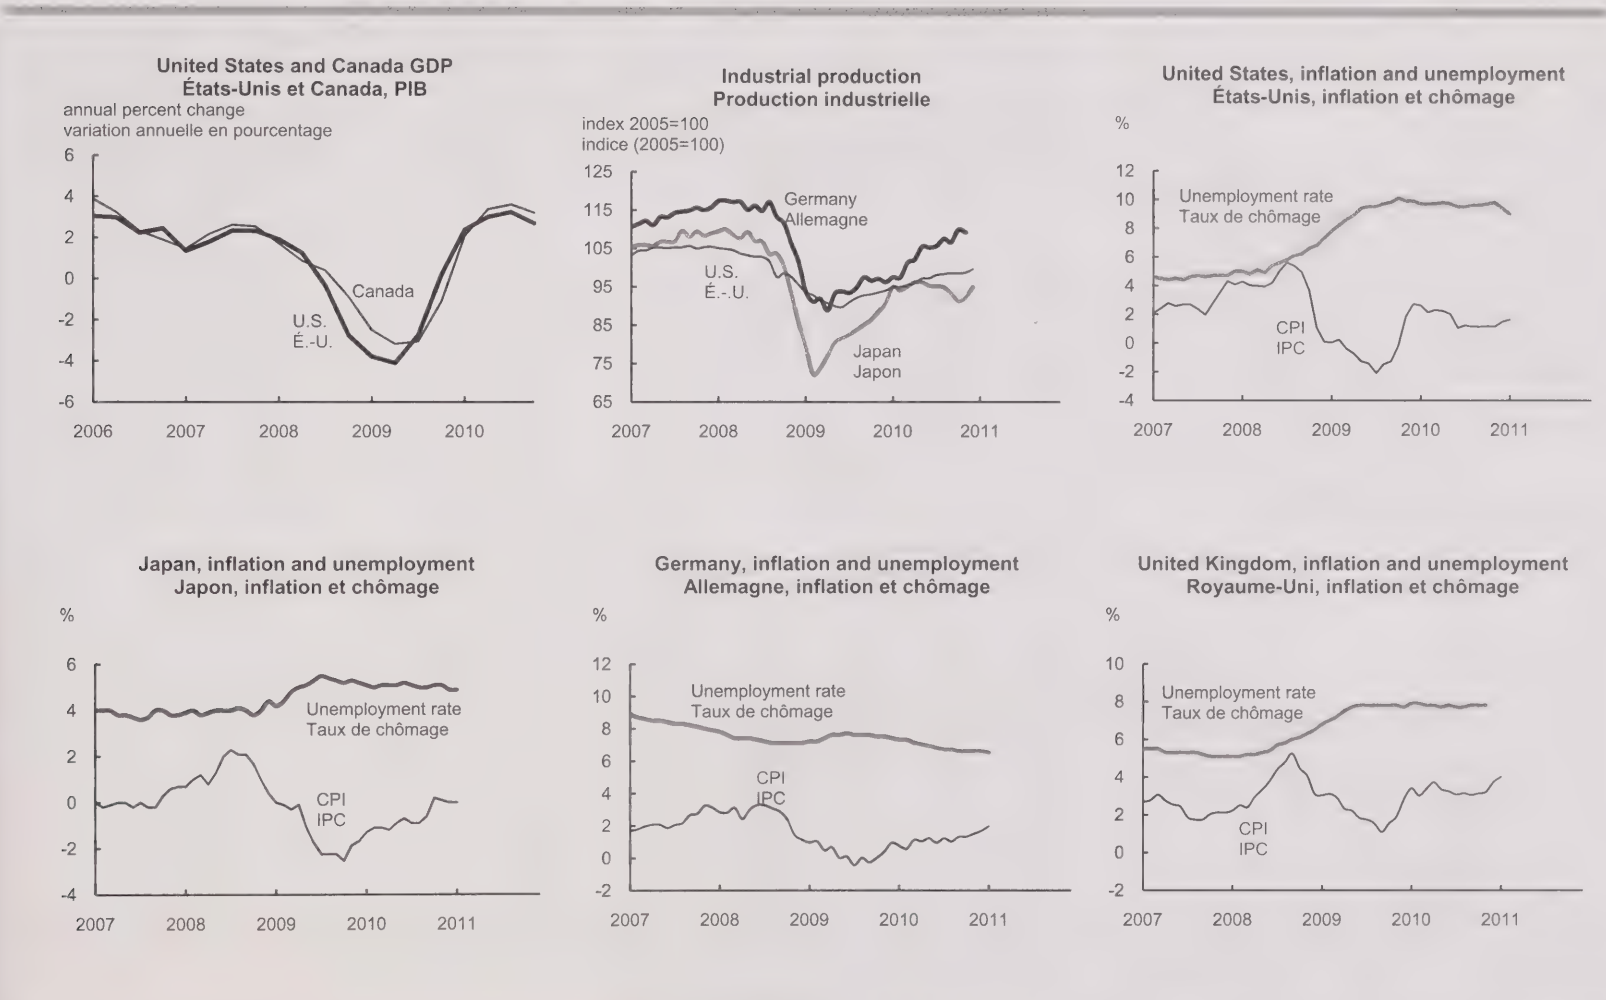 United States and Canada GDP
États-Unis et Canada, PIB
annual percent change
variation annuelle en pourcentage
6
4
2
0
-2
-4
-6
Canada
U.S.
É.-U.
2006 2007 2008 2009 2010
Industrial production
Production industrielle
index 2005=100
indice (2005=100)
125
115
105
95
85
75
65
Germany
Allemagne
U.S.
É.-.U.
Japan
Japon
2007 2008 2009 2010 2011
United States, inflation and unemployment
États-Unis, inflation et chômage
%
12
10
8
6
4
2
0
-2
-4
Unemployment rate
Taux de chômage
CPI
IPC
2007 2008 2009 2010 2011
Japan, inflation and unemployment
Japon, inflation et chômage
%
6
4
2
0
-2
-4
Unemployment rate
Taux de chômage
CPI
IPC
2007 2008 2009 2010 2011
Germany, inflation and unemployment
Allemagne, inflation et chômage
%
12
10
8
6
4
2
0
-2
Unemployment rate
Taux de chômage
CPI
IPC
2007 2008 2009 2010 2011
United Kingdom, inflation and unemployment
Royaume-Uni, inflation et chômage
%
10
8
6
4
2
0
-2
Unemployment rate
Taux de chômage
CPI
IPC
2007 2008 2009 2010 2011